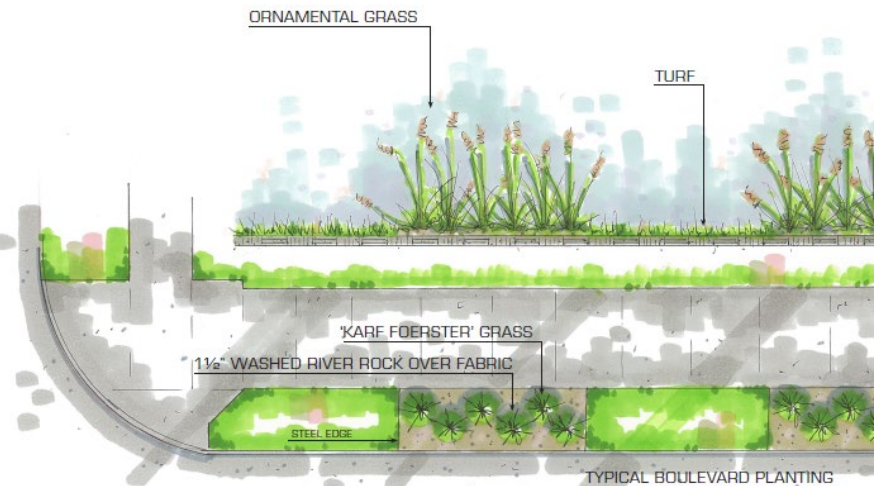 ORNAMENTAL GRASS
TURF
'KARF FOERSTER' GRASS
1½" WASHED RIVER ROCK OVER FABRIC
STEEL EDGE
TYPICAL BOULEVARD PLANTING